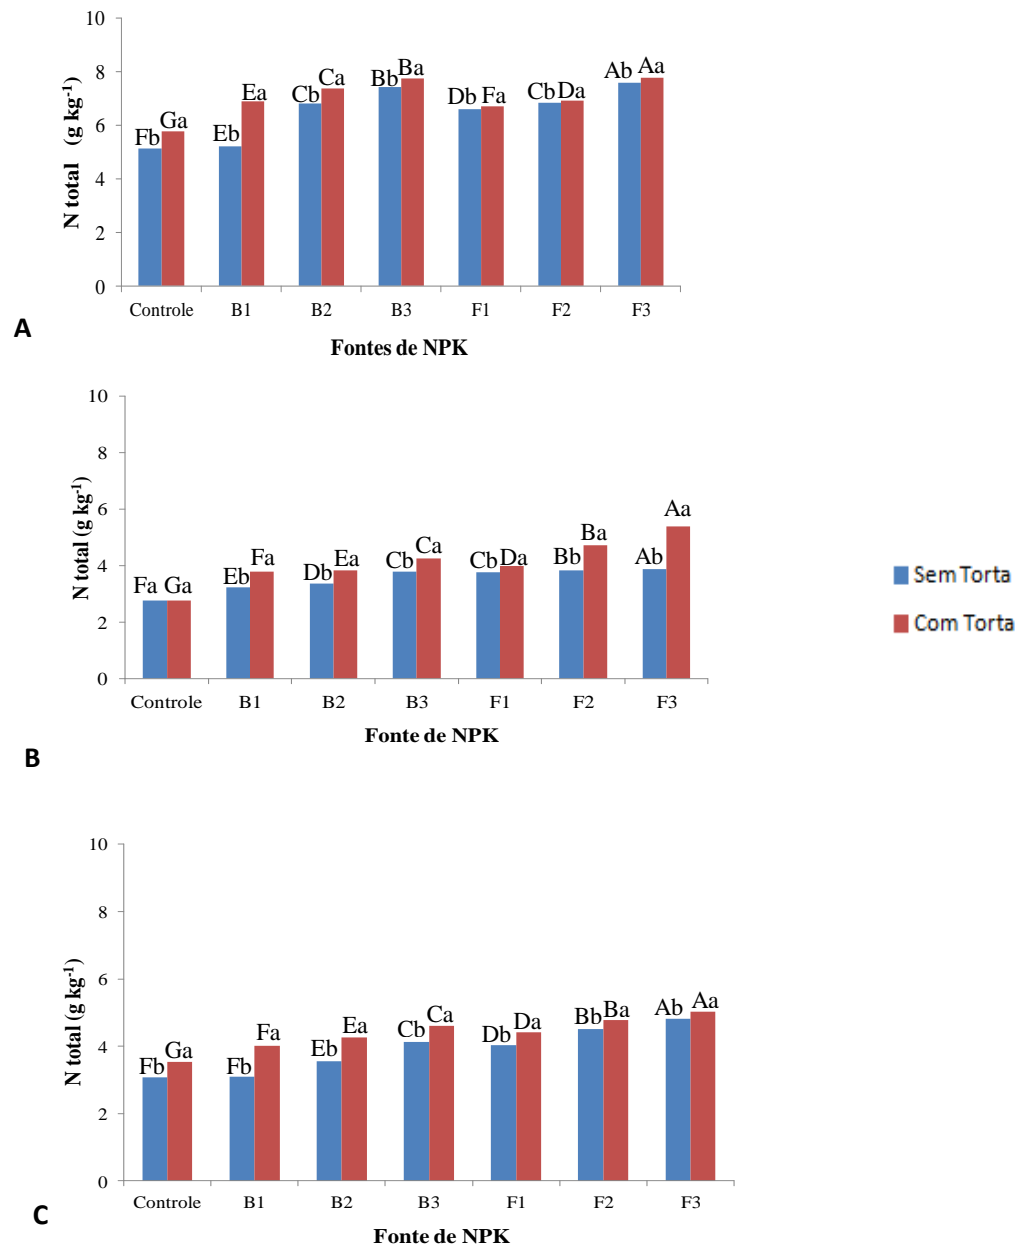 10
8
6
4
2
0
N total (g kg-1)
Fb Ga Eb Ea Cb Ca Bb Ba Db Fa Cb Da Ab Aa
Controle B1 B2 B3 F1 F2 F3
Fontes de NPK
A
10
8
6
4
2
0
N total (g kg-1)
Fa Ga Eb Fa Db Ea Cb Ca Cb Da Bb Ba Ab Aa
Controle B1 B2 B3 F1 F2 F3
Fonte de NPK
B
Sem Torta
Com Torta
10
8
6
4
2
0
N total (g kg-1)
Fb Ga Fb Fa Eb Ea Cb Ca Db Da Bb Ba Ab Aa
Controle B1 B2 B3 F1 F2 F3
Fonte de NPK
C